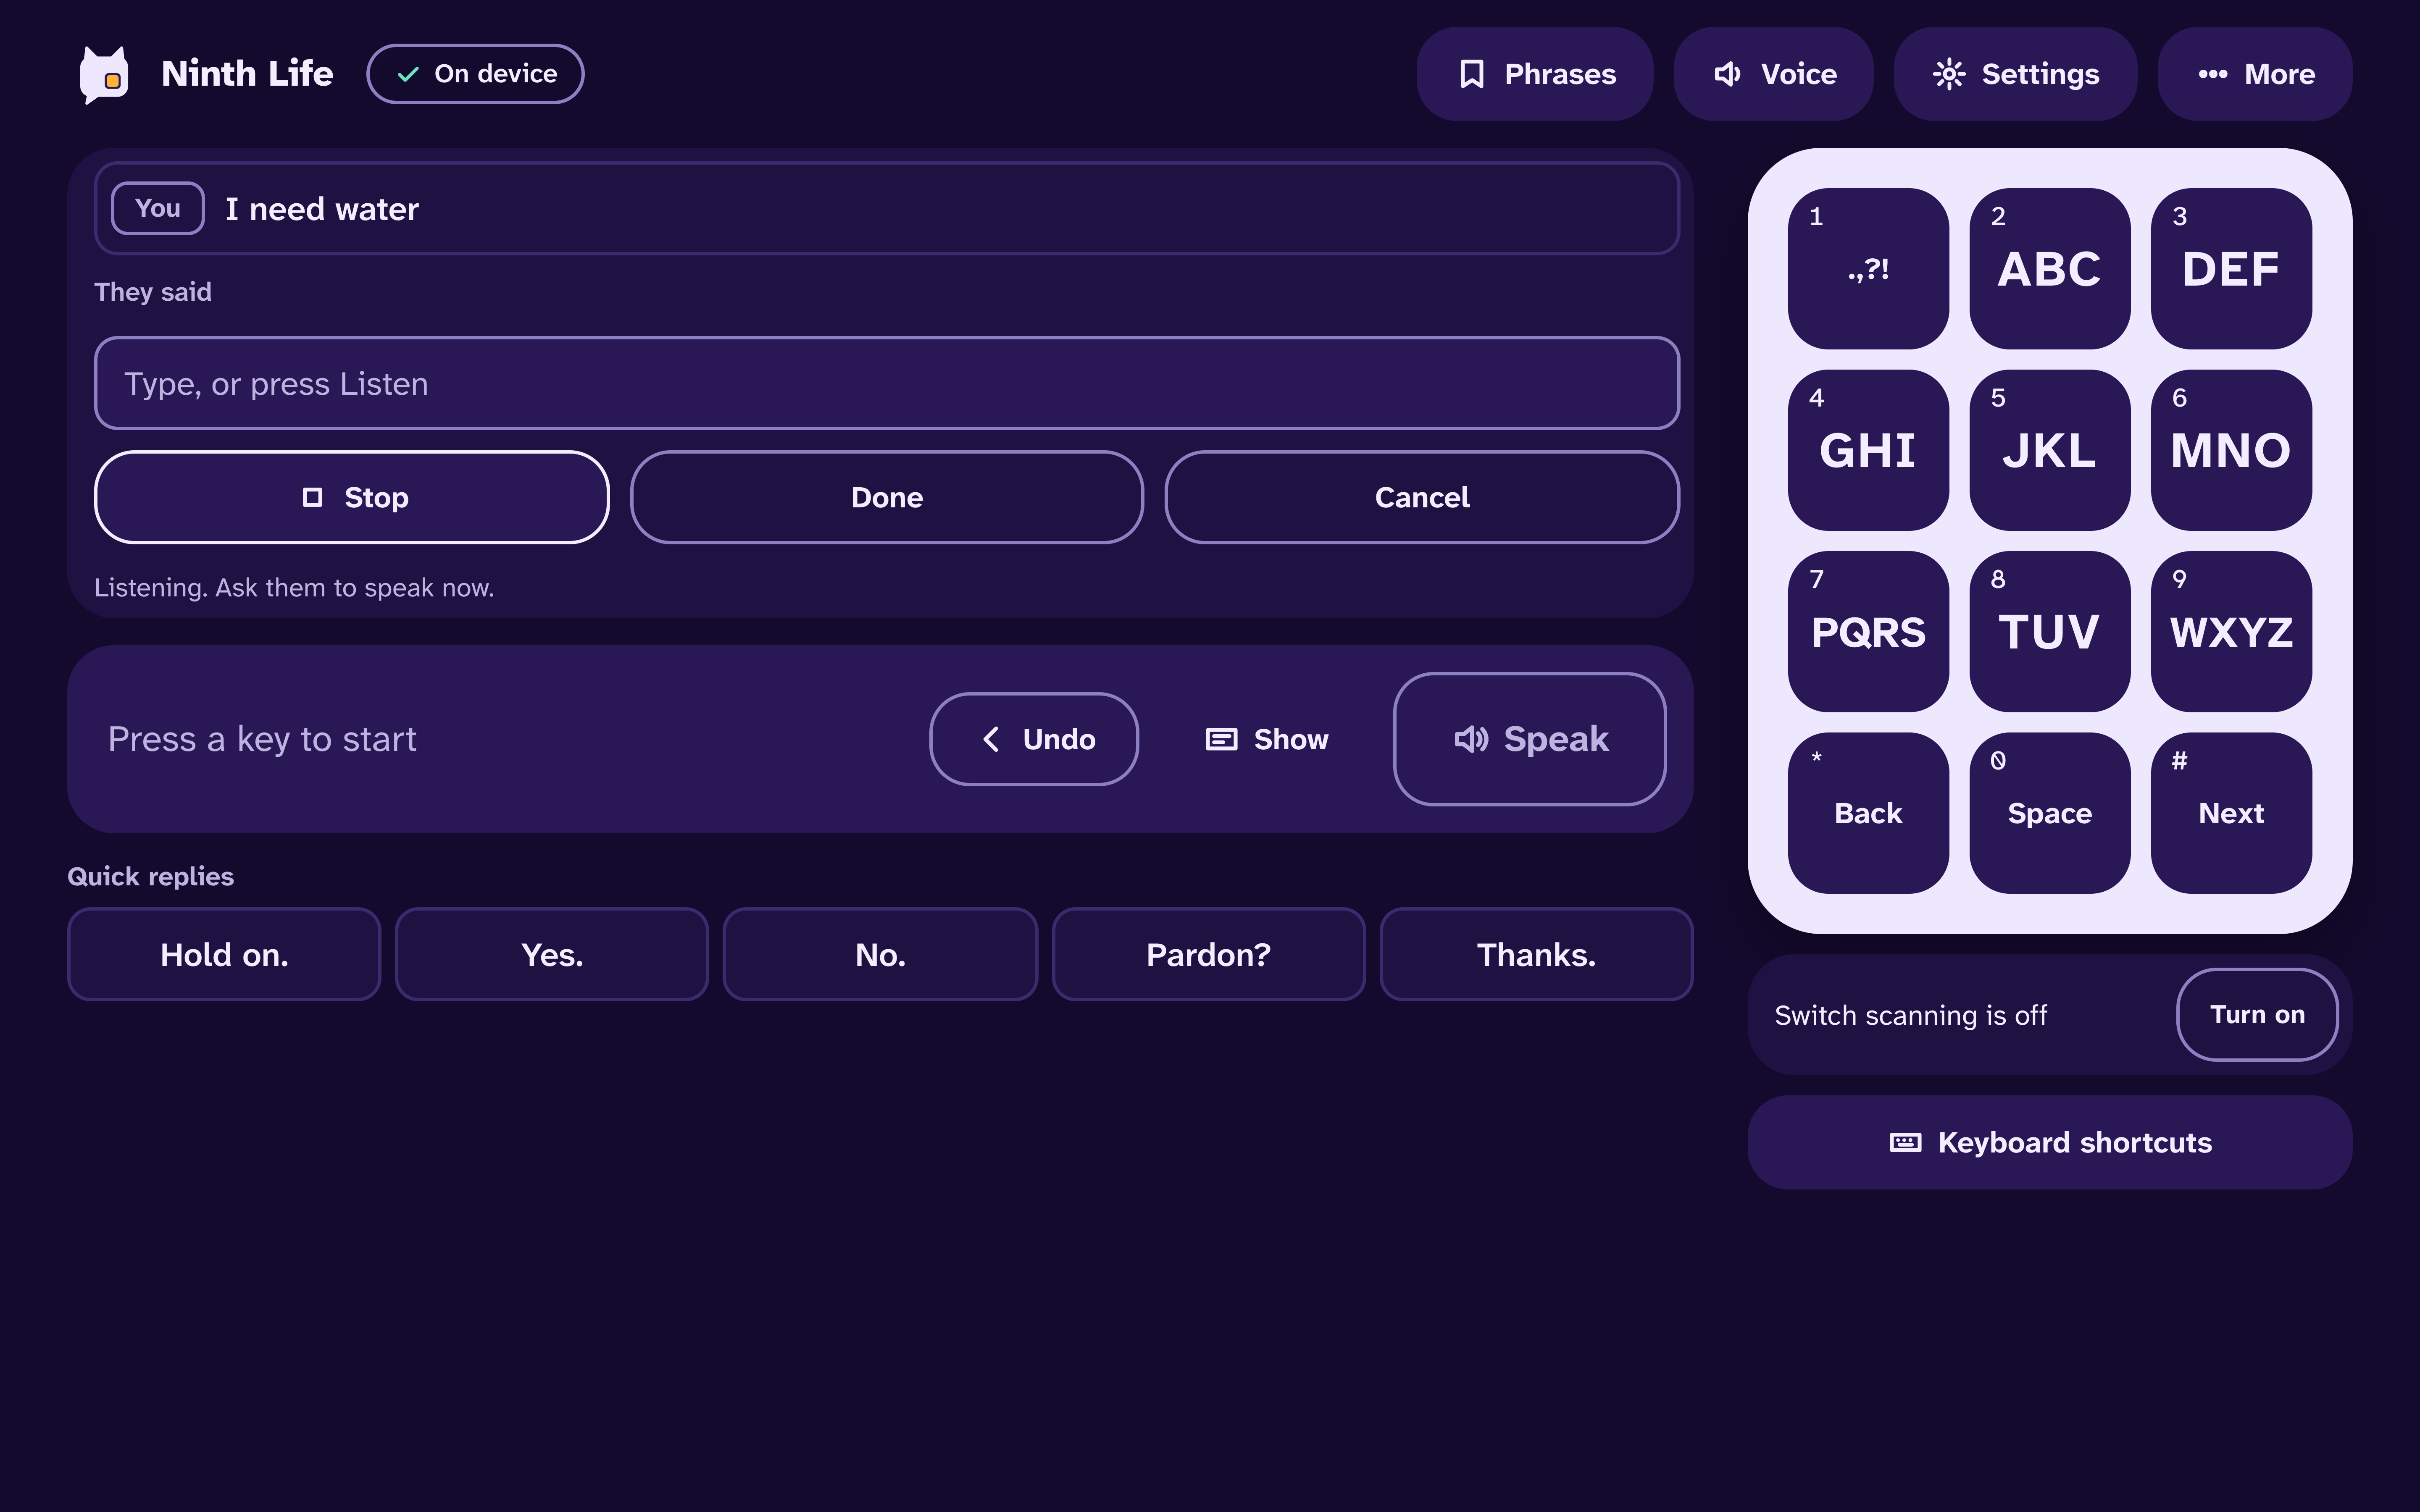 Ninth Life
On device
Phrases
Voice
Settings
More
You
I need water
They said
Type, or press Listen
Stop
Done
Cancel
Listening. Ask them to speak now.
Press a key to start
Undo
Show
Speak
Quick replies
Hold on.
Yes.
No.
Pardon?
Thanks.
1
.,?!
2
ABC
3
DEF
4
GHI
5
JKL
6
MNO
7
PQRS
8
TUV
9
WXYZ
*
Back
0
Space
#
Next
Switch scanning is off
Turn on
Keyboard shortcuts